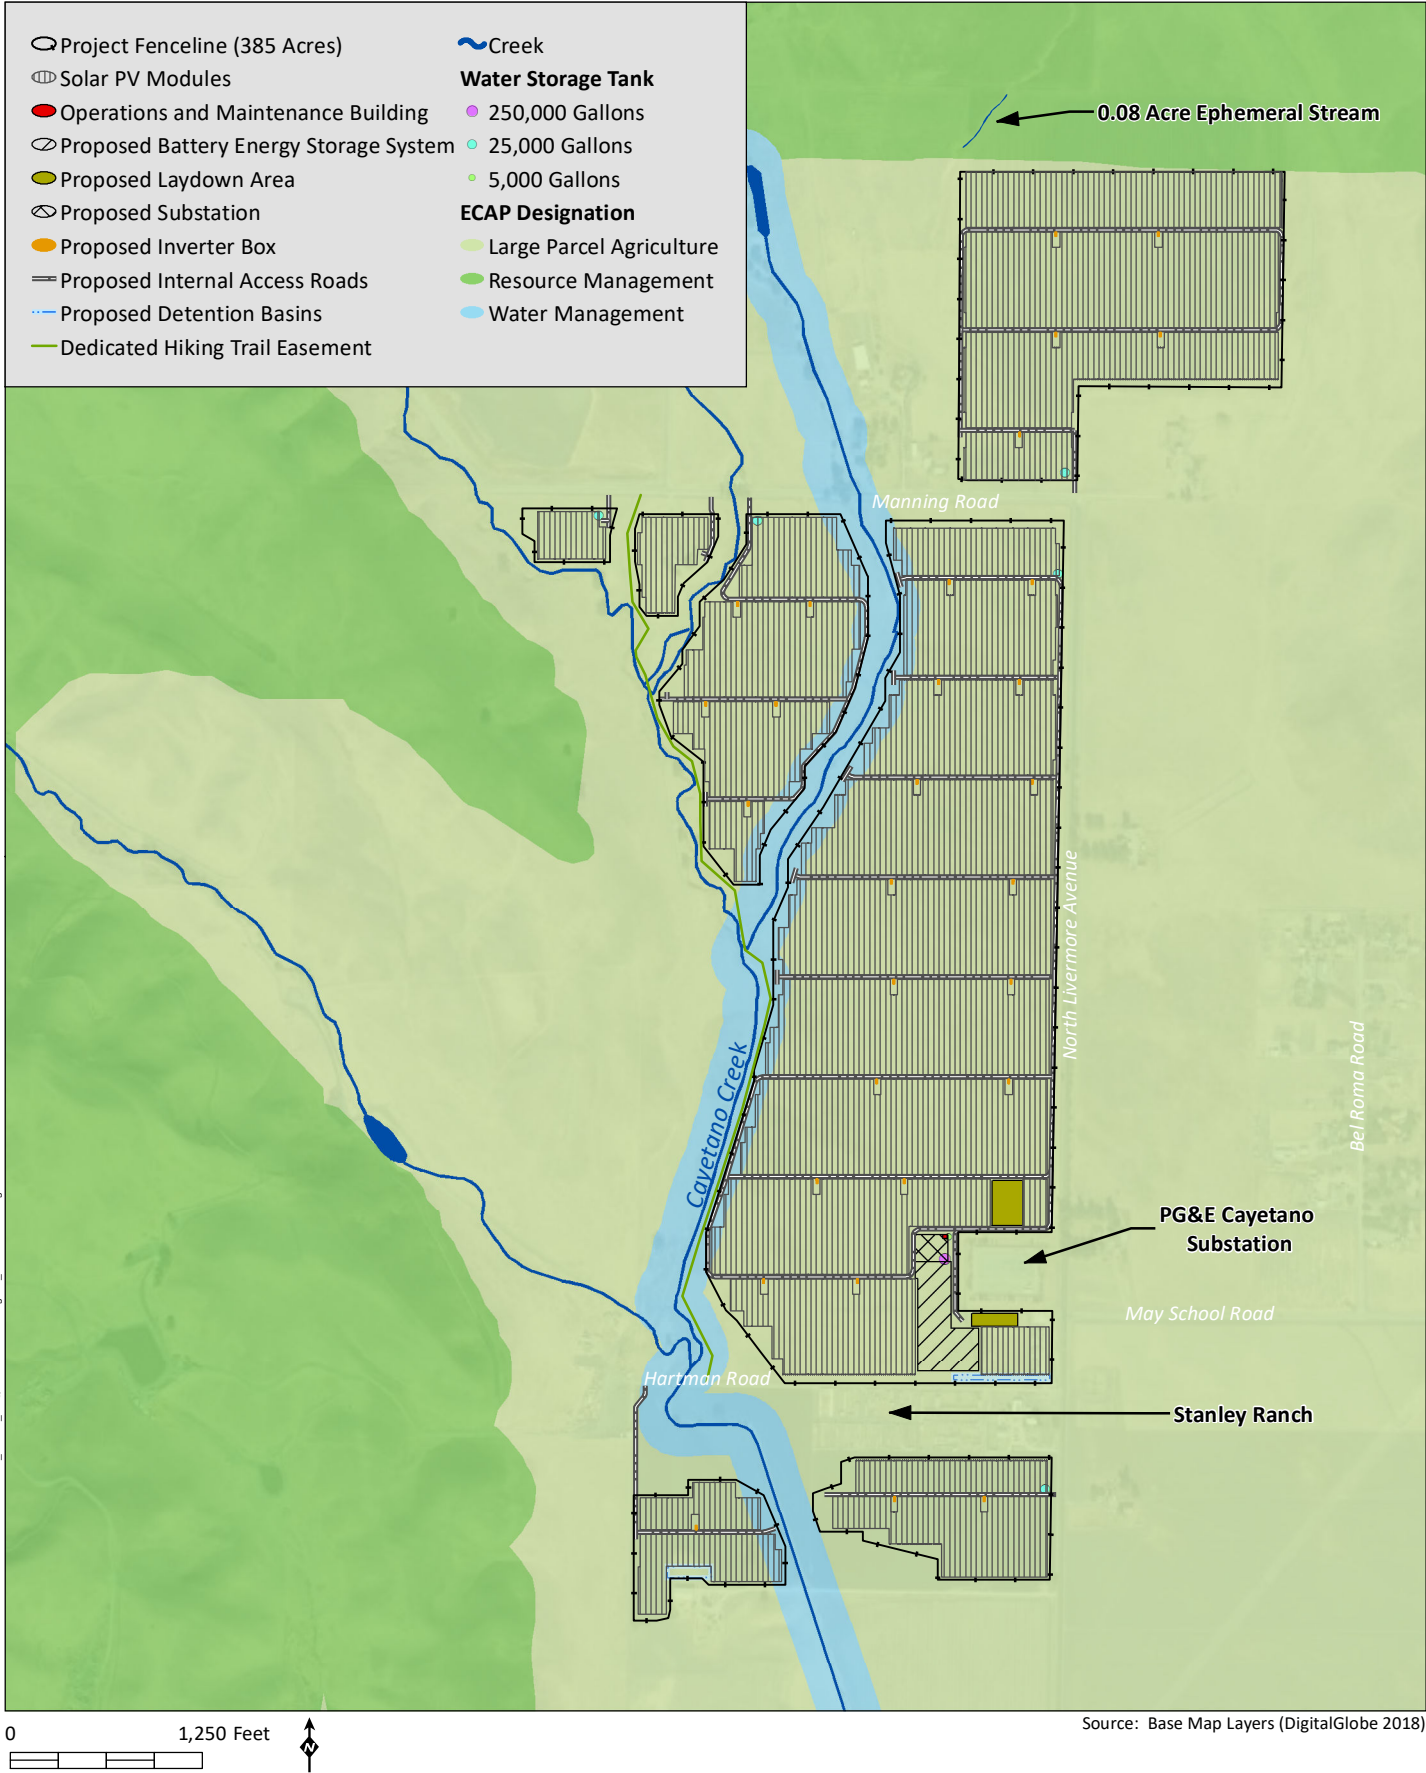 Project Fenceline (385 Acres)
Solar PV Modules
Operations and Maintenance Building
Proposed Battery Energy Storage System
Proposed Laydown Area
Proposed Substation
Proposed Inverter Box
Proposed Internal Access Roads
Proposed Detention Basins
Dedicated Hiking Trail Easement
Creek
Water Storage Tank
250,000 Gallons
25,000 Gallons
5,000 Gallons
ECAP Designation
Large Parcel Agriculture
Resource Management
Water Management
0.08 Acre Ephemeral Stream
Manning Road
North Livermore Avenue
Bel Roma Road
Cayetano Creek
PG&E Cayetano
Substation
May School Road
Hartman Road
Stanley Ranch
0 1,250 Feet
N
Source: Base Map Layers (DigitalGlobe 2018)